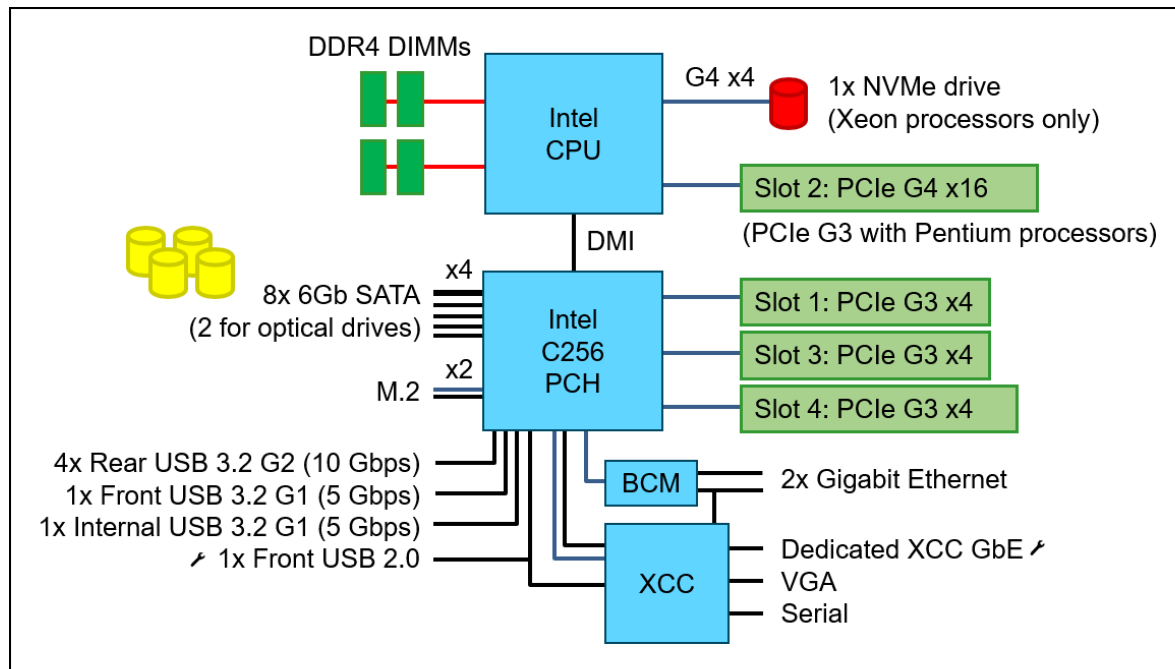 DDR4 DIMMs
Intel
CPU
G4 x4
1x NVMe drive
(Xeon processors only)
Slot 2: PCIe G4 x16
(PCIe G3 with Pentium processors)
DMI
x4
8x 6Gb SATA
(2 for optical drives)
x2
M.2
Intel
C256
PCH
Slot 1: PCIe G3 x4
Slot 3: PCIe G3 x4
Slot 4: PCIe G3 x4
4x Rear USB 3.2 G2 (10 Gbps)
1x Front USB 3.2 G1 (5 Gbps)
1x Internal USB 3.2 G1 (5 Gbps)
1x Front USB 2.0
BCM
2x Gigabit Ethernet
XCC
Dedicated XCC GbE
VGA
Serial